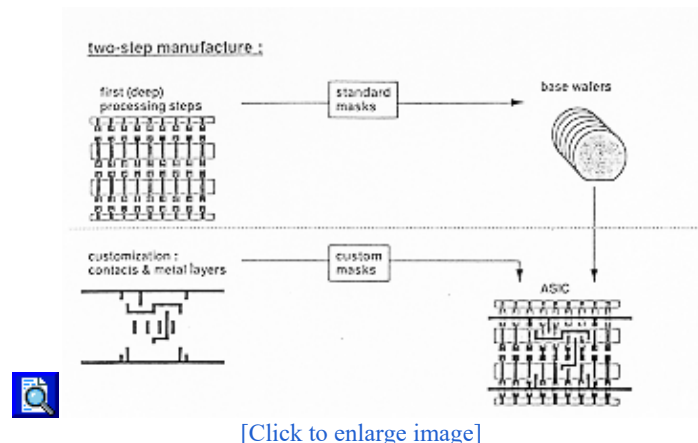 two-step manufacture :
first (deep)
processing steps
standard
masks
base wafers
customization :
contacts & metal layers
custom
masks
ASIC
[Click to enlarge image]